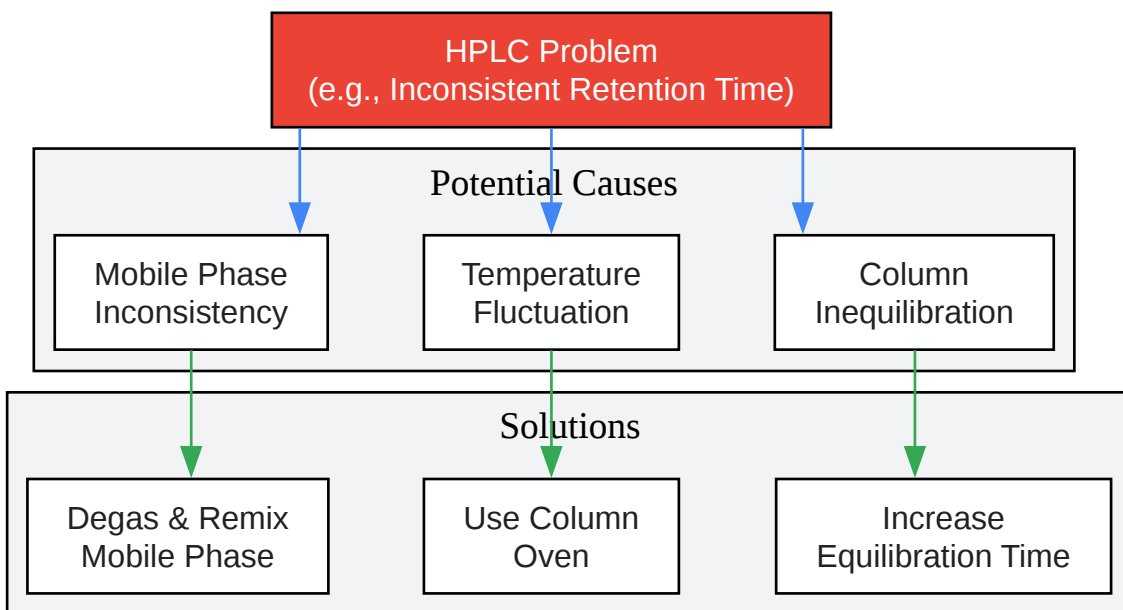 HPLC Problem
(e.g., Inconsistent Retention Time)
Potential Causes
Mobile Phase
Inconsistency
Temperature
Fluctuation
Column
Inequilibration
Solutions
Degas & Remix
Mobile Phase
Use Column
Oven
Increase
Equilibration Time